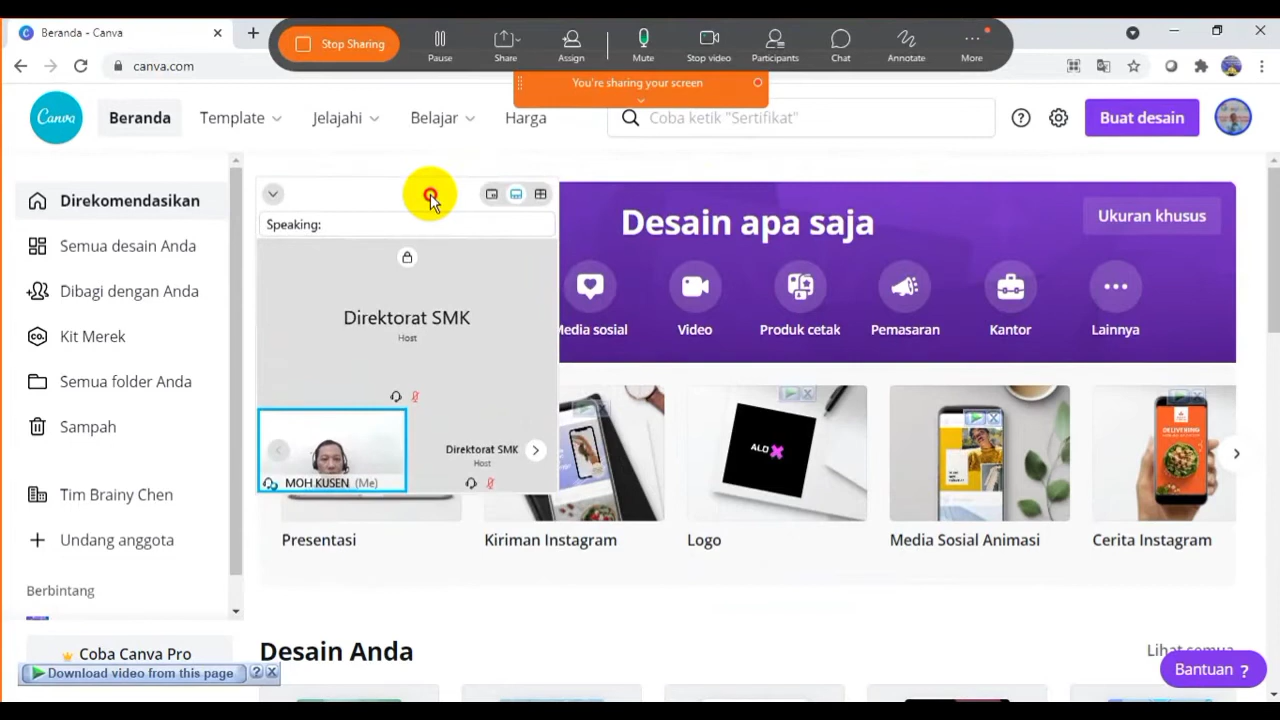 Beranda - Canva
Stop Sharing
Pause
Share
Assign
Mute
Stop video
Participants
Chat
Annotate
More
You're sharing your screen
canva.com
Canva
Beranda
Template
Jelajahi
Belajar
Harga
Coba ketik "Sertifikat"
Buat desain
Direkomendasikan
Semua desain Anda
Dibagi dengan Anda
Kit Merek
Semua folder Anda
Sampah
Tim Brainy Chen
Undang anggota
Berbintang
Coba Canva Pro
Download video from this page
Speaking:
Direktorat SMK
Host
MOH KUSEN (Me)
Direktorat SMK
Host
Desain apa saja
Ukuran khusus
Media sosial
Video
Produk cetak
Pemasaran
Kantor
Lainnya
ALD
DELIVERING
Presentasi
Kiriman Instagram
Logo
Media Sosial Animasi
Cerita Instagram
Desain Anda
Lihat semua
Bantuan ?